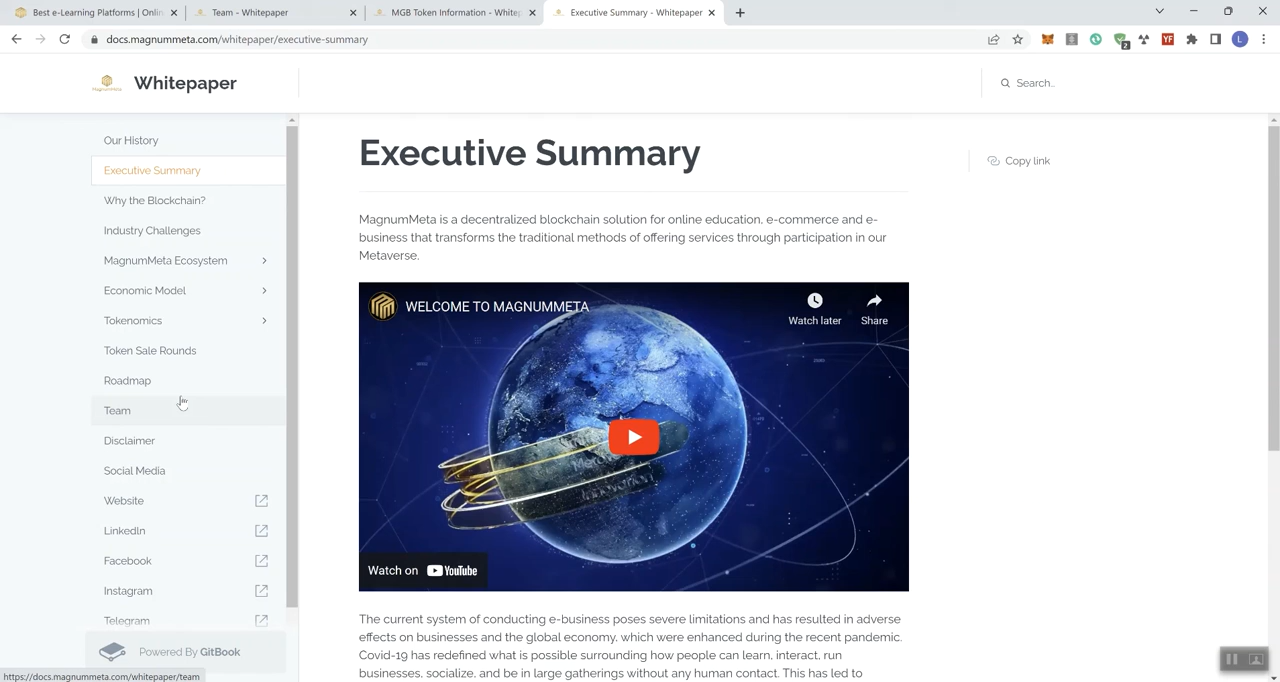 Best e-Learning Platforms | Onlin
Team - Whitepaper
MGB Token Information - Whitep
Executive Summary - Whitepaper
docs.magnummeta.com/whitepaper/executive-summary
2
YF
L
MagnumMeta
Whitepaper
Search…
Our History
Executive Summary
Why the Blockchain?
Industry Challenges
MagnumMeta Ecosystem
Economic Model
Tokenomics
Token Sale Rounds
Roadmap
Team
Disclaimer
Social Media
Website
LinkedIn
Facebook
Instagram
Telegram
Powered By GitBook
https://docs.magnummeta.com/whitepaper/team
Executive Summary
Copy link
MagnumMeta is a decentralized blockchain solution for online education, e-commerce and e-
business that transforms the traditional methods of offering services through participation in our
Metaverse.
WELCOME TO MAGNUMMETA
Watch later
Share
Innovation
Watch on YouTube
The current system of conducting e-business poses severe limitations and has resulted in adverse
effects on businesses and the global economy, which were enhanced during the recent pandemic.
Covid-19 has redefined what is possible surrounding how people can learn, interact, run
businesses, socialize, and be in large gatherings without any human contact. This has led to